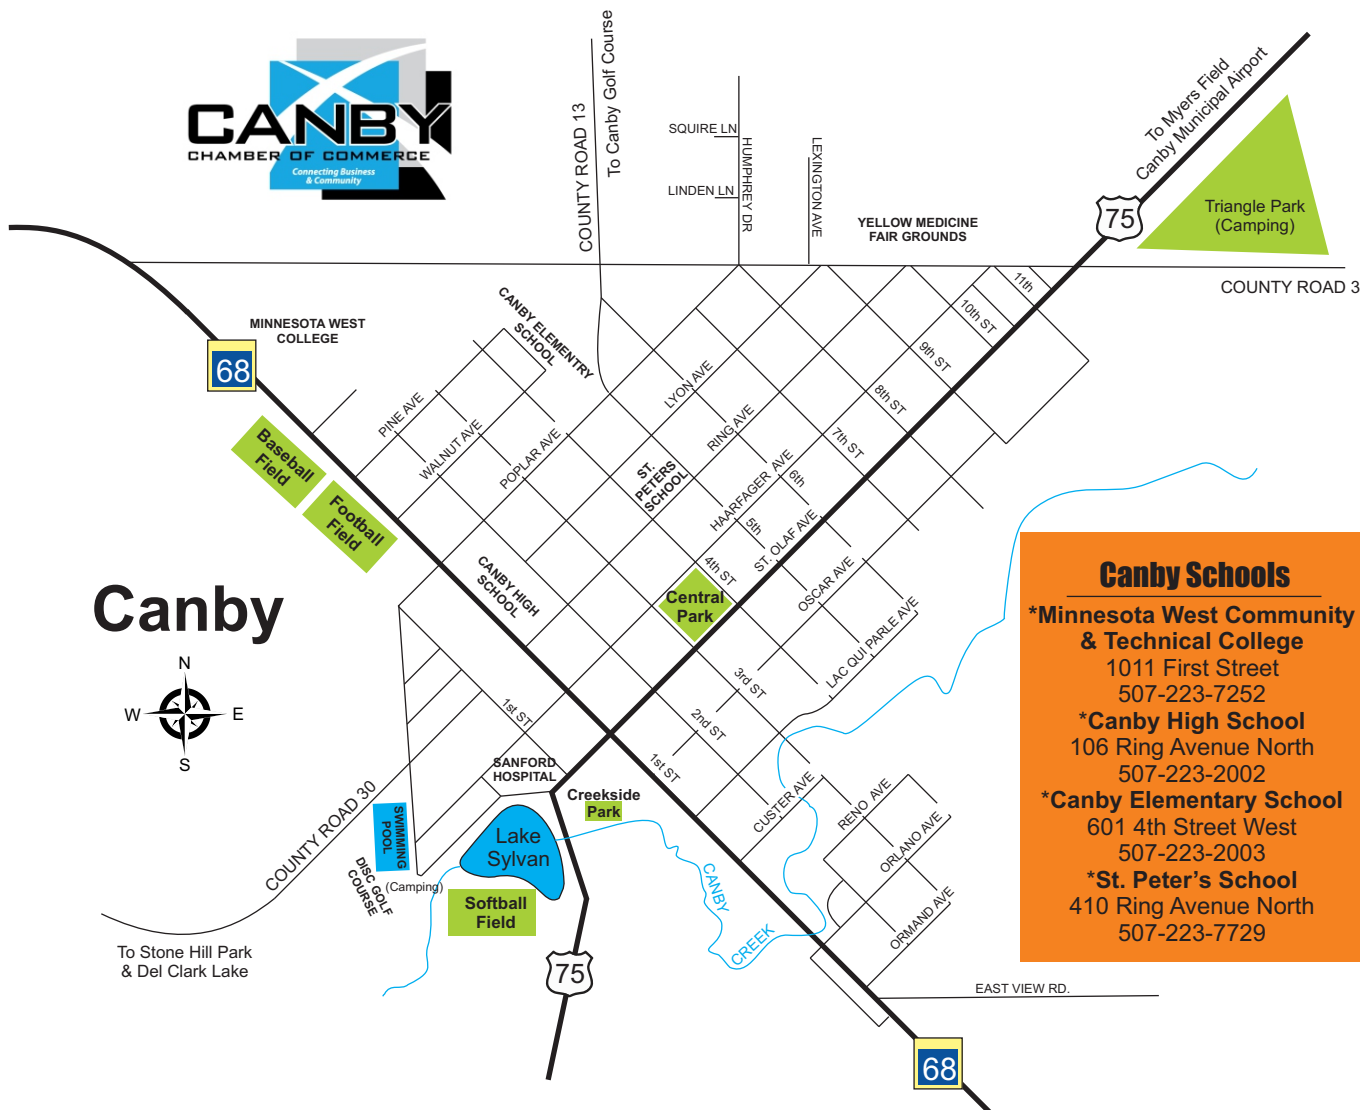 CANBY
CHAMBER OF COMMERCE
Connecting Business
& Community
COUNTY ROAD 13
To Canby Golf Course
SQUIRE LN
LINDEN LN
HUMPHREY DR
LEXINGTON AVE
YELLOW MEDICINE
FAIR GROUNDS
To Myers Field
Canby Municipal Airport
75
Triangle Park
(Camping)
COUNTY ROAD 3
MINNESOTA WEST
COLLEGE
68
CANBY ELEMENTRY
SCHOOL
11th
10th ST
9th ST
8th ST
7th ST
6th
5th
4th ST
PINE AVE
WALNUT AVE
POPLAR AVE
LYON AVE
RING AVE
HAARFAGER AVE
ST. OLAF AVE
OSCAR AVE
LAC QUI PARLE AVE
ST.
PETERS
SCHOOL
Baseball
Field
Football
Field
CANBY HIGH
SCHOOL
Central
Park
Canby
N
W
E
S
3rd ST
2nd ST
1st ST
1st ST
SANFORD
HOSPITAL
Creekside
Park
COUNTY ROAD 30
SWIMMING
POOL
DISC GOLF
COURSE
(Camping)
Lake
Sylvan
Softball
Field
CANBY
CREEK
CUSTER AVE
RENO AVE
ORLANO AVE
ORMAND AVE
To Stone Hill Park
& Del Clark Lake
75
EAST VIEW RD.
68
Canby Schools
*Minnesota West Community
& Technical College
1011 First Street
507-223-7252
*Canby High School
106 Ring Avenue North
507-223-2002
*Canby Elementary School
601 4th Street West
507-223-2003
*St. Peter's School
410 Ring Avenue North
507-223-7729